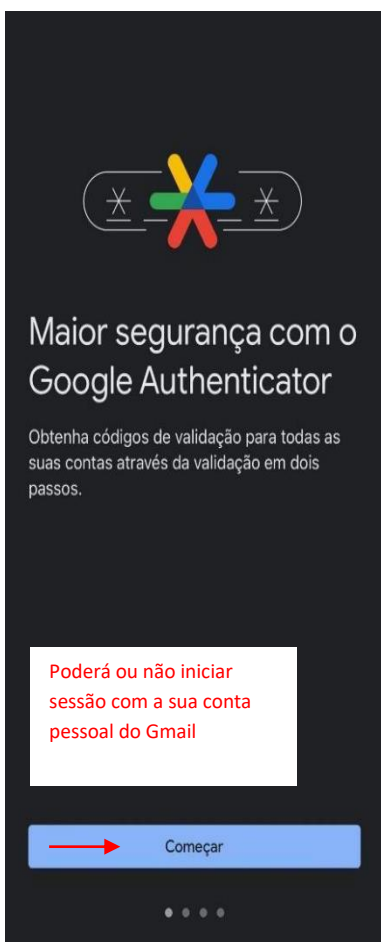 Maior segurança com o
Google Authenticator
Obtenha códigos de validação para todas as
suas contas através da validação em dois
passos.
Poderá ou não iniciar
sessão com a sua conta
pessoal do Gmail
Começar